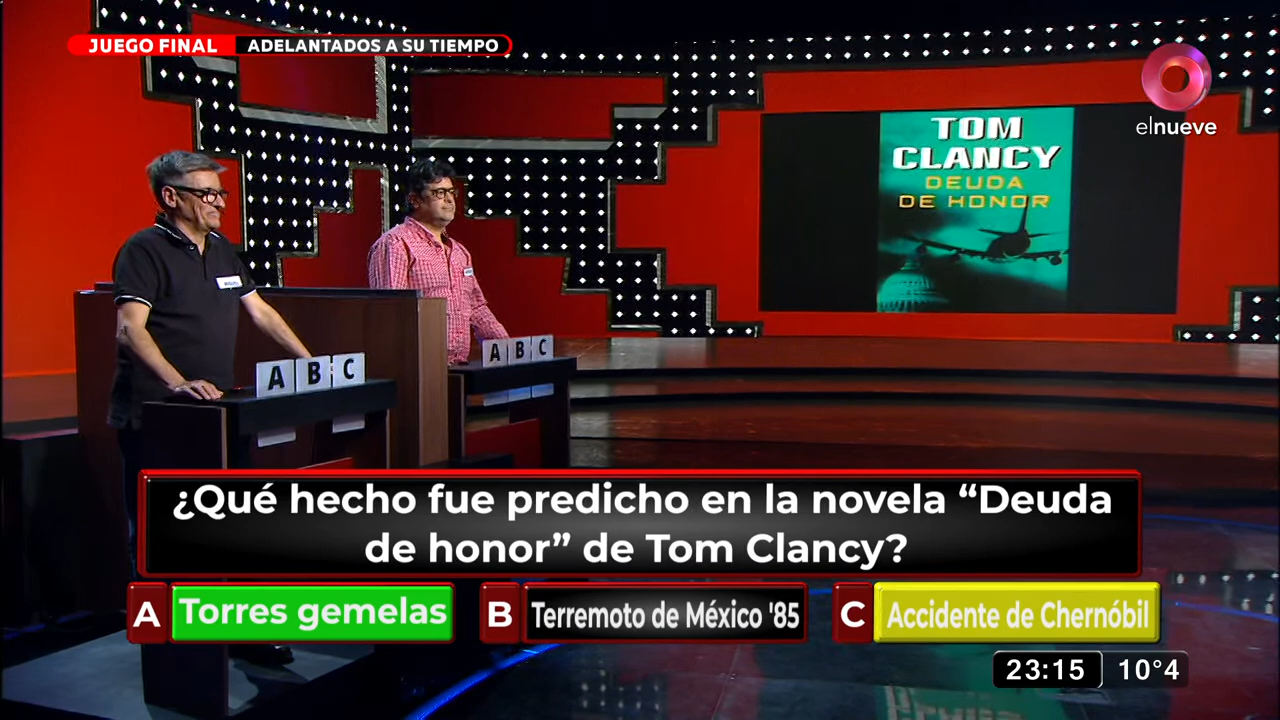 JUEGO FINAL ADELANTADOS A SU TIEMPO
elnueve
TOM
CLANCY
DEUDA
DE HONOR
A B C
A B C
¿Qué hecho fue predicho en la novela “Deuda
de honor” de Tom Clancy?
A Torres gemelas B Terremoto de México '85 C Accidente de Chernóbil
23:15 10°4